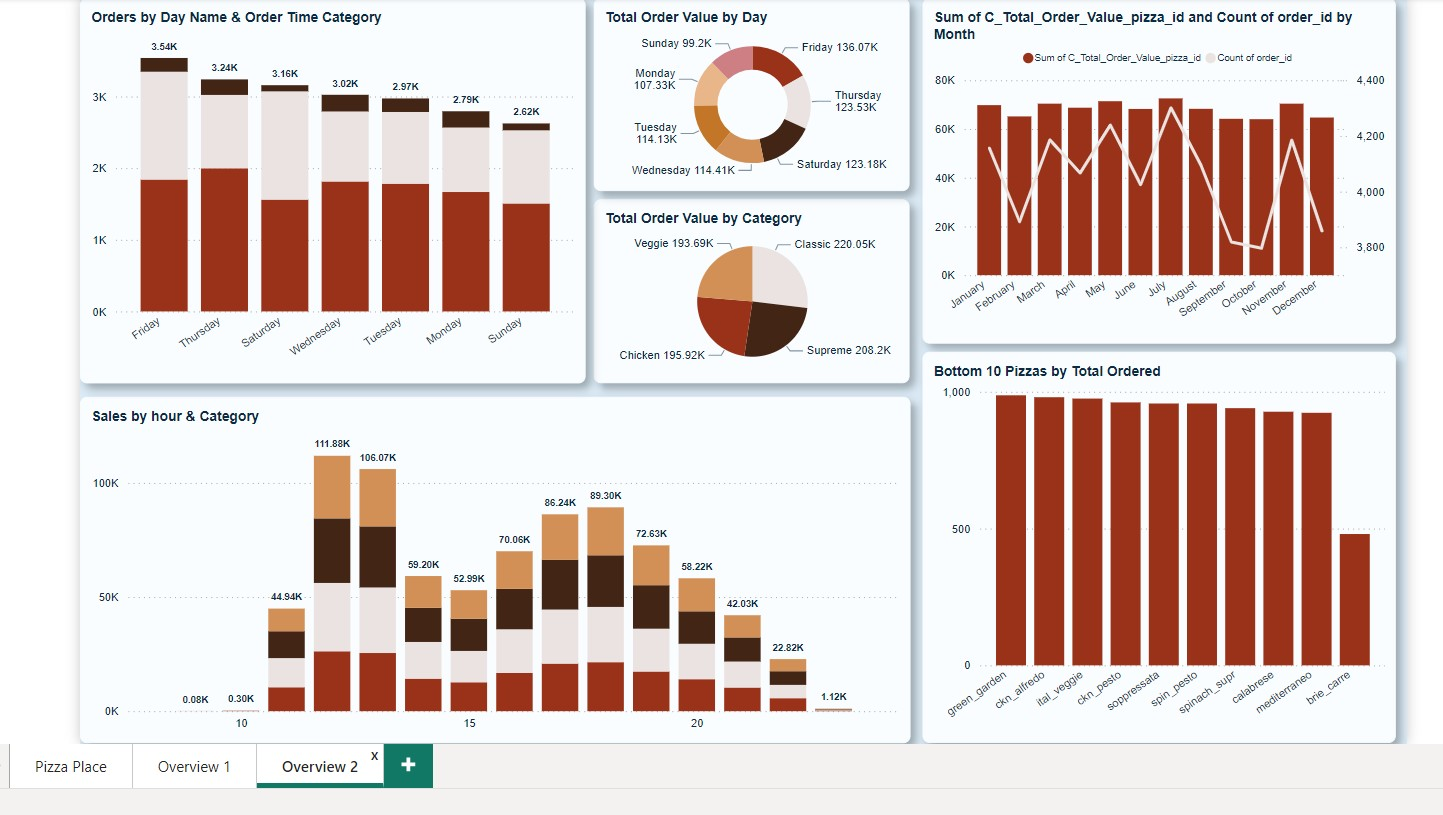 Orders by Day Name & Order Time Category
3.54K
3.24K
3.16K
3.02K
2.97K
2.79K
2.62K
3K
2K
1K
0K
Friday
Thursday
Saturday
Wednesday
Tuesday
Monday
Sunday
Total Order Value by Day
Sunday 99.2K
Friday 136.07K
Monday
107.33K
Thursday
123.53K
Tuesday
114.13K
Wednesday 114.41K
Saturday 123.18K
Total Order Value by Category
Veggie 193.69K
Classic 220.05K
Chicken 195.92K
Supreme 208.2K
Sum of C_Total_Order_Value_pizza_id and Count of order_id by
Month
Sum of C_Total_Order_Value_pizza_id
Count of order_id
80K
60K
40K
20K
0K
4,400
4,200
4,000
3,800
January
February
March
April
May
June
July
August
September
October
November
December
Sales by hour & Category
100K
50K
0K
0.08K
0.30K
44.94K
111.88K
106.07K
59.20K
52.99K
70.06K
86.24K
89.30K
72.63K
58.22K
42.03K
22.82K
1.12K
10
15
20
Bottom 10 Pizzas by Total Ordered
1,000
500
0
green_garden
ckn_alfredo
ital_veggie
ckn_pesto
soppressata
spin_pesto
spinach_supr
calabrese
mediterraneo
brie_carre
Pizza Place
Overview 1
Overview 2
X
+